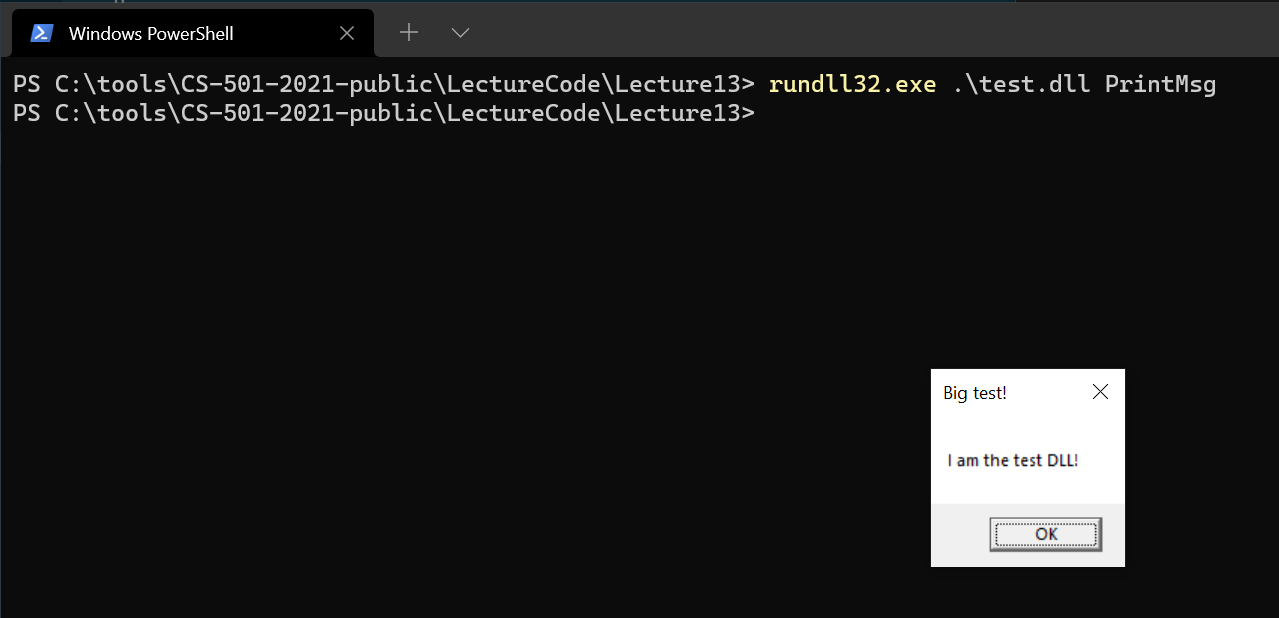 Windows PowerShell
PS C:\tools\CS-501-2021-public\LectureCode\Lecture13> rundll32.exe .\test.dll PrintMsg
PS C:\tools\CS-501-2021-public\LectureCode\Lecture13>
Big test!
I am the test DLL!
OK